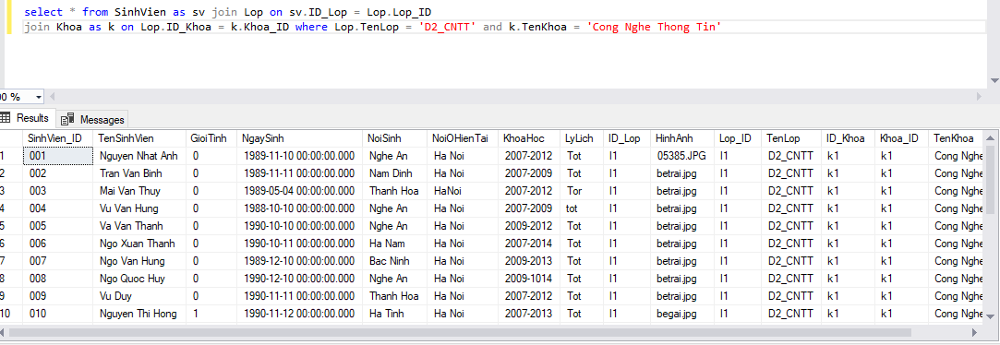 select * from SinhVien as sv join Lop on sv.ID_Lop = Lop.Lop_ID
join Khoa as k on Lop.ID_Khoa = k.Khoa_ID where Lop.TenLop = 'D2_CNTT' and k.TenKhoa = 'Cong Nghe Thong Tin'
00 %
Results Messages
SinhVien_ID TenSinhVien GioiTinh NgaySinh NoiSinh NoiOHienTai KhoaHoc LyLich ID_Lop HinhAnh Lop_ID TenLop ID_Khoa Khoa_ID TenKhoa
1 001 Nguyen Nhat Anh 0 1989-11-10 00:00:00.000 Nghe An Ha Noi 2007-2012 Tot l1 05385.JPG l1 D2_CNTT k1 k1 Cong Nghe
2 002 Tran Van Binh 0 1989-11-11 00:00:00.000 Nam Dinh Ha Noi 2007-2009 Tot l1 betrai.jpg l1 D2_CNTT k1 k1 Cong Nghe
3 003 Mai Van Thuy 0 1989-05-04 00:00:00.000 Thanh Hoa HaNoi 2007-2012 Tor l1 betrai.jpg l1 D2_CNTT k1 k1 Cong Nghe
4 004 Vu Van Hung 0 1988-10-10 00:00:00.000 Nghe An Ha Noi 2007-2009 tot l1 betrai.jpg l1 D2_CNTT k1 k1 Cong Nghe
5 005 Va Van Thanh 0 1990-10-10 00:00:00.000 Nghe An Ha Noi 2009-2012 Tot l1 betrai.jpg l1 D2_CNTT k1 k1 Cong Nghe
6 006 Ngo Xuan Thanh 0 1990-10-11 00:00:00.000 Ha Nam Ha Noi 2007-2014 Tot l1 betrai.jpg l1 D2_CNTT k1 k1 Cong Nghe
7 007 Ngo Van Hung 0 1989-12-10 00:00:00.000 Bac Ninh Ha Noi 2009-2013 Tot l1 betrai.jpg l1 D2_CNTT k1 k1 Cong Nghe
8 008 Ngo Quoc Huy 0 1990-12-10 00:00:00.000 Nghe An Ha Noi 2009-1014 Tot l1 betrai.jpg l1 D2_CNTT k1 k1 Cong Nghe
9 009 Vu Duy 0 1990-11-11 00:00:00.000 Thanh Hoa Ha Noi 2007-2012 Tot l1 betrai.jpg l1 D2_CNTT k1 k1 Cong Nghe
10 010 Nguyen Thi Hong 1 1990-11-12 00:00:00.000 Ha Tinh Ha Noi 2007-2013 Tot l1 begai.jpg l1 D2_CNTT k1 k1 Cong Nghe